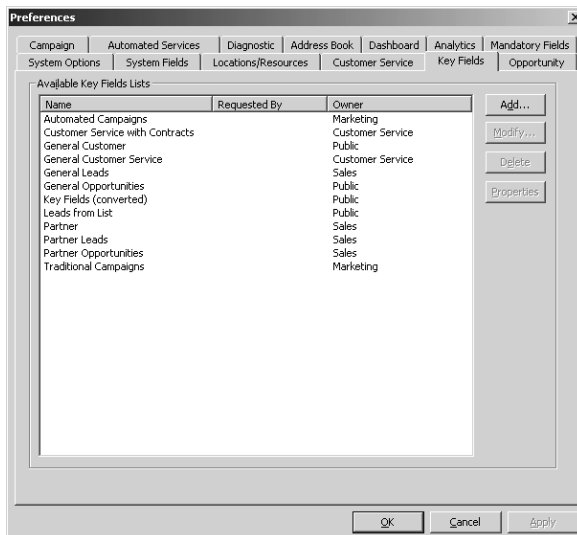 Preferences
Campaign Automated Services Diagnostic Address Book Dashboard Analytics Mandatory Fields
System Options System Fields Locations/Resources Customer Service Key Fields Opportunity
Available Key Fields Lists
Name Requested By Owner
Automated Campaigns Marketing
Customer Service with Contracts Customer Service
General Customer Public
General Customer Service Customer Service
General Leads Sales
General Opportunities Public
Key Fields (converted) Public
Leads from List Public
Partner Sales
Partner Leads Sales
Partner Opportunities Sales
Traditional Campaigns Marketing
Add...
Modify...
Delete
Properties
OK Cancel Apply